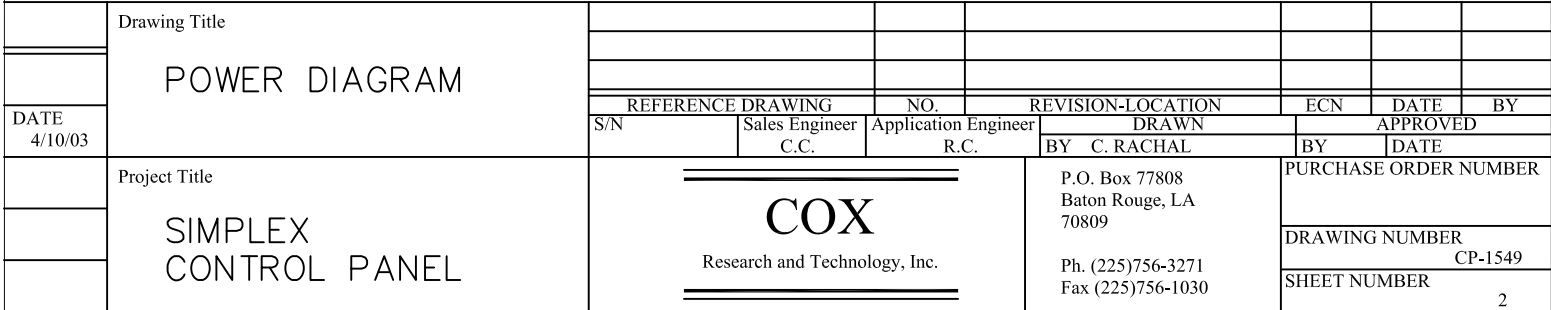 Drawing Title
POWER DIAGRAM
DATE
4/10/03
REFERENCE DRAWING NO. REVISION-LOCATION ECN DATE BY
S/N Sales Engineer Application Engineer DRAWN APPROVED
C.C. R.C. BY C. RACHAL BY DATE
Project Title
SIMPLEX
CONTROL PANEL
COX
Research and Technology, Inc.
P.O. Box 77808
Baton Rouge, LA
70809
Ph. (225)756-3271
Fax (225)756-1030
PURCHASE ORDER NUMBER
DRAWING NUMBER
CP-1549
SHEET NUMBER
2